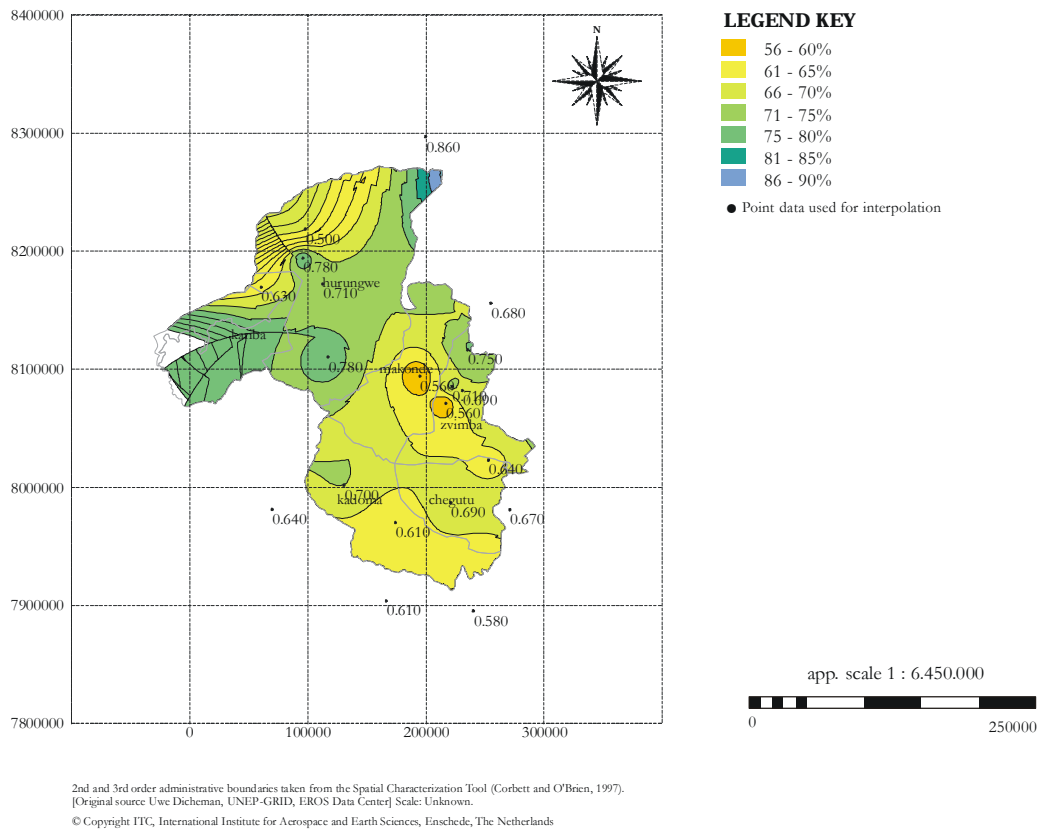 LEGEND KEY
56 - 60%
61 - 65%
66 - 70%
71 - 75%
75 - 80%
81 - 85%
86 - 90%
Point data used for interpolation
N
8400000
8300000
8200000
8100000
8000000
7900000
7800000
0
100000
200000
300000
0.860
0.500
0.780
hurungwe
0.710
0.630
0.680
kariba
0.750
0.780
makonde
0.560
0.710
0.690
0.560
zvimba
0.640
0.700
kadoma
chegutu
0.690
0.640
0.670
0.610
0.610
0.580
app. scale 1 : 6.450.000
0
250000
2nd and 3rd order administrative boundaries taken from the Spatial Characterization Tool (Corbett and O'Brien, 1997).
[Original source Uwe Dicheman, UNEP-GRID, EROS Data Center] Scale: Unknown.
© Copyright ITC, International Institute for Aerospace and Earth Sciences, Enschede, The Netherlands